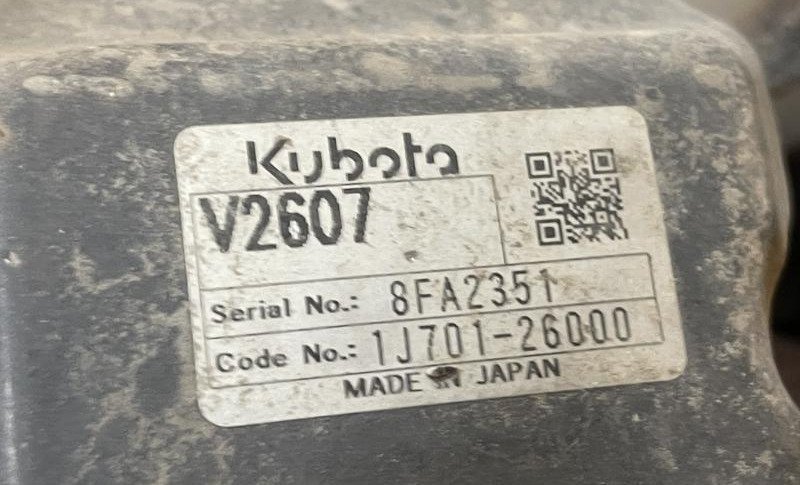 Kubota
V2607
Serial No.: 8FA2351
Code No.: 1J701-26000
MADE IN JAPAN